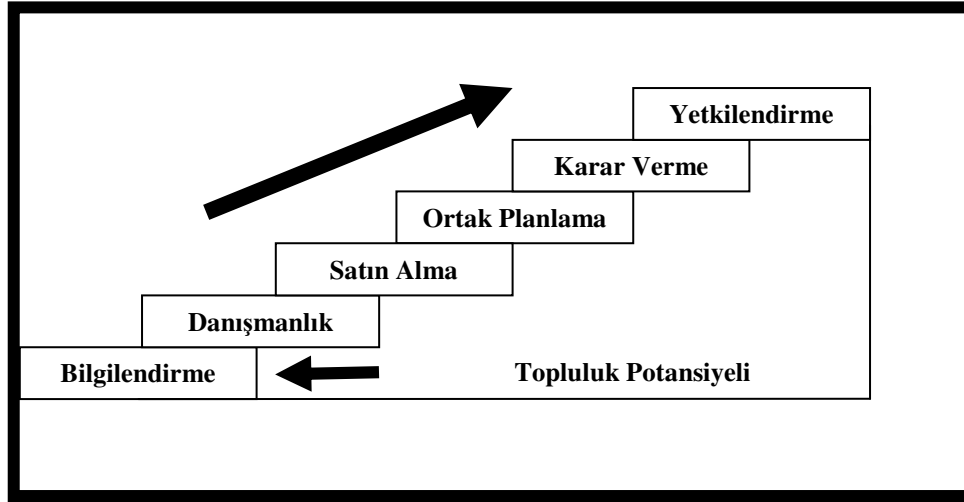 Yetkilendirme
Karar Verme
Ortak Planlama
Satın Alma
Danışmanlık
Bilgilendirme
Topluluk Potansiyeli